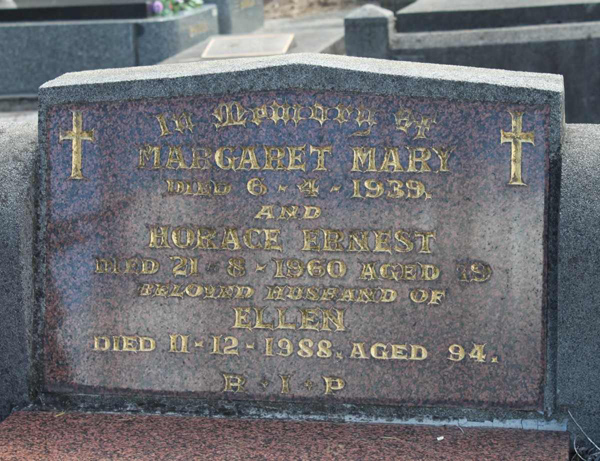 In Memory of
MARGARET MARY
DIED 6-4-1939.
AND
HORACE ERNEST
DIED 21-8-1960 AGED
BELOVED HUSBAND OF
ELLEN
DIED 11-12-1988, AGED 94.
R·I·P